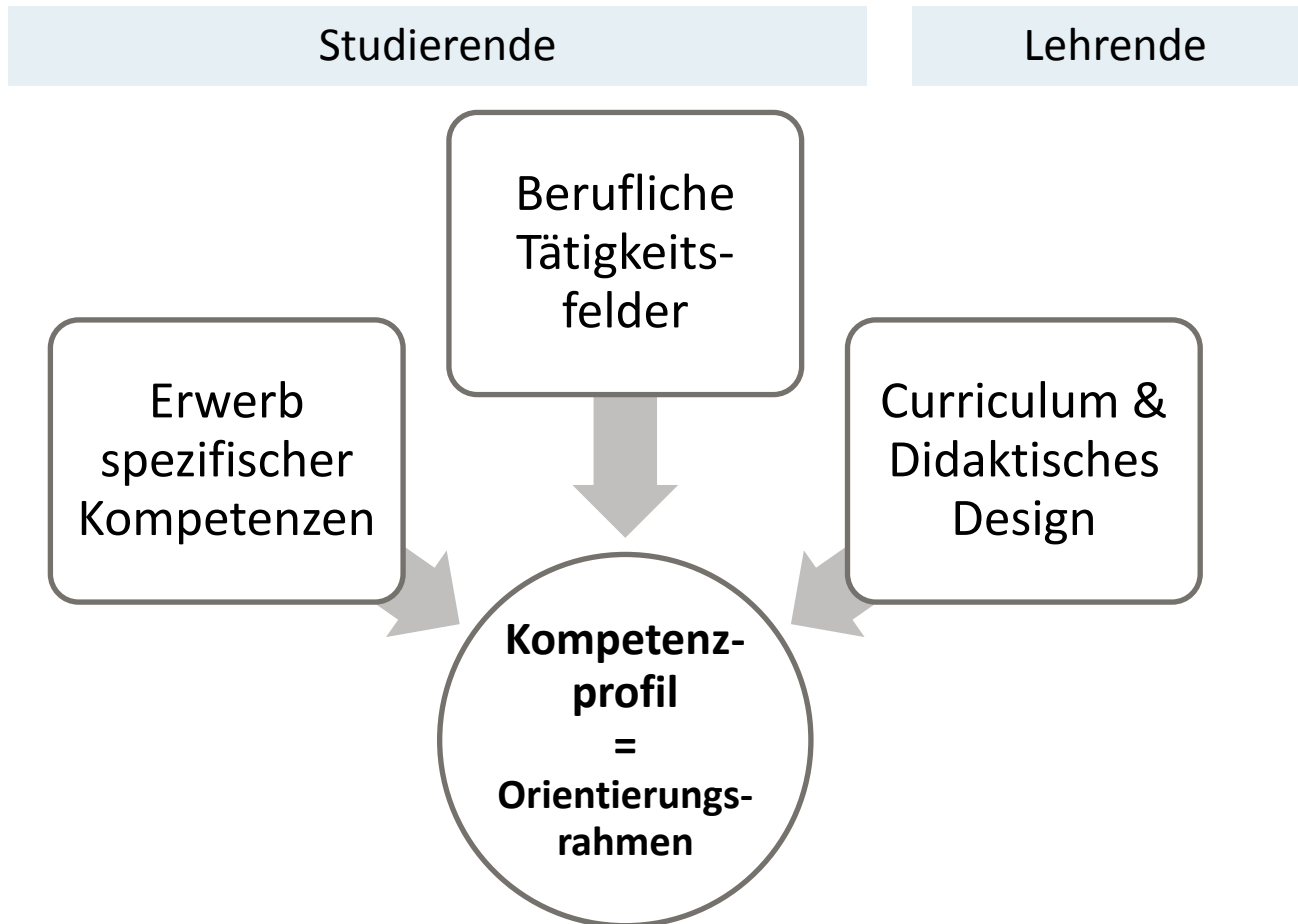 Studierende
Lehrende
Berufliche
Tätigkeits-
felder
Erwerb
spezifischer
Kompetenzen
Curriculum &
Didaktisches
Design
Kompetenz-
profil
=
Orientierungs-
rahmen